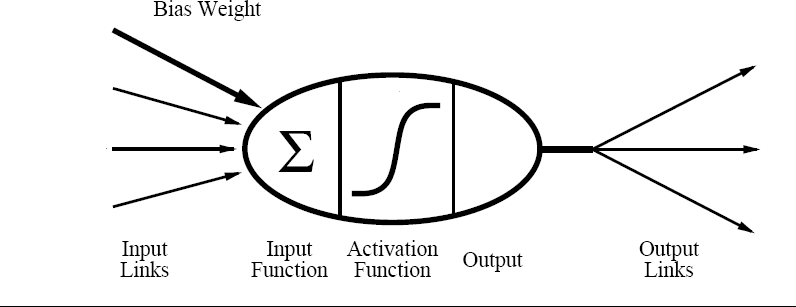 Bias Weight
Σ
Input Links
Input Function
Activation Function
Output
Output Links